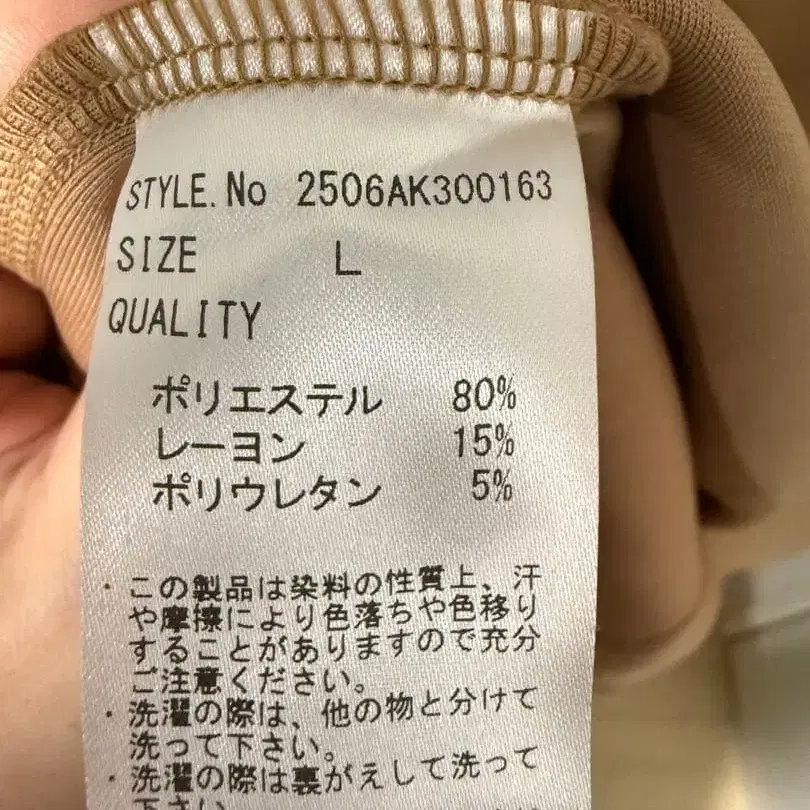 STYLE.No 2506AK300163
SIZE L
QUALITY
ポリエステル 80%
レーヨン 15%
ポリウレタン 5%
・この製品は染料の性質上、汗
や摩擦により色落ちや色移り
することがありますので充分
ご注意ください。
・洗濯の際は、他の物と分けて
洗って下さい。
・洗濯の際は裏がえして洗って
下さい。